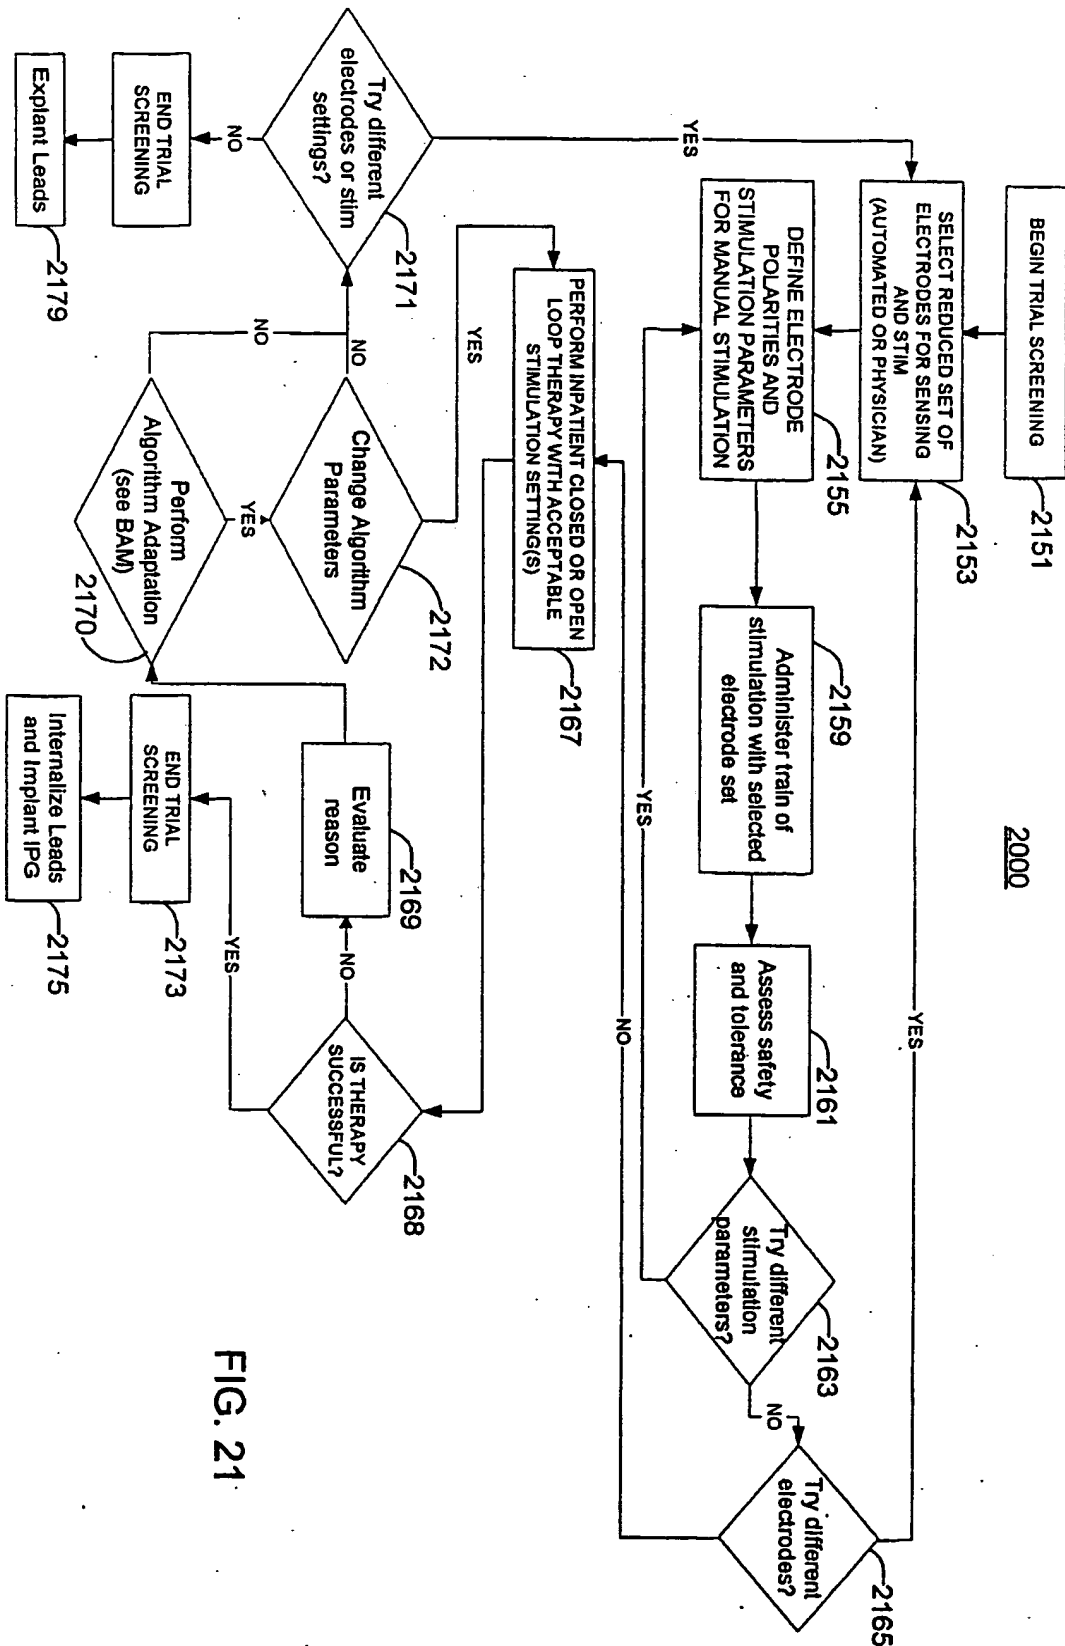 2000
BEGIN TRIAL SCREENING
2151
SELECT REDUCED SET OF
ELECTRODES FOR SENSING
AND STIM
(AUTOMATED OR PHYSICIAN)
2153
DEFINE ELECTRODE
POLARITIES AND
STIMULATION PARAMETERS
FOR MANUAL STIMULATION
2155
Administer train of
stimulation with selected
electrode set
2159
Assess safety
and tolerance
2161
Try different
stimulation
parameters?
2163
YES
NO
Try different
electrodes?
2165
YES
NO
PERFORM INPATIENT CLOSED OR OPEN
LOOP THERAPY WITH ACCEPTABLE
STIMULATION SETTING(S)
2167
IS THERAPY
SUCCESSFUL?
2168
NO
YES
Evaluate
reason
2169
Perform
Algorithm Adaptation
(see BAM)
2170
YES
NO
Change Algorithm
Parameters
2172
YES
NO
Try different
electrodes or stim
settings?
2171
YES
NO
END TRIAL
SCREENING
Explant Leads
2179
END TRIAL
SCREENING
2173
Internalize Leads
and Implant IPG
2175
FIG. 21